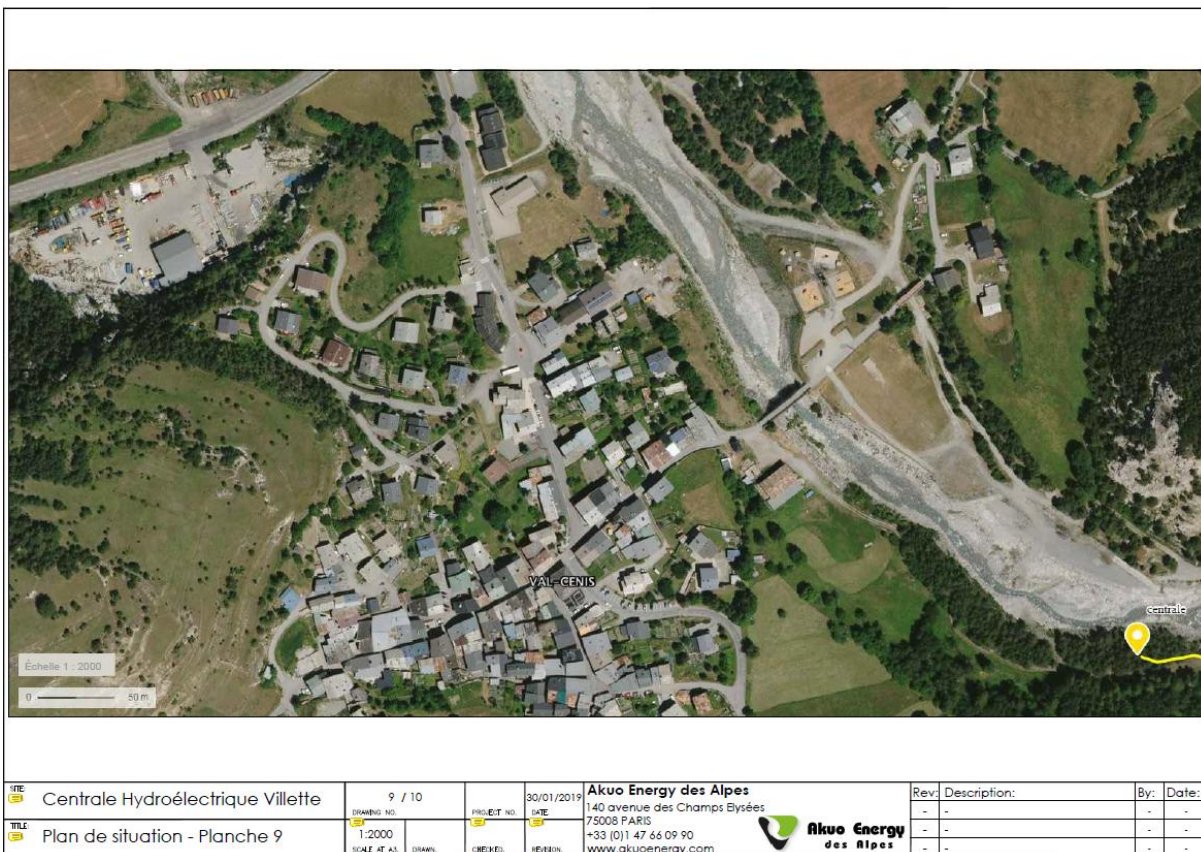 VAL-CENIS
centrale
Échelle 1 : 2000
0 50 m
SITE:
Centrale Hydroélectrique Villette
TITLE:
Plan de situation - Planche 9
9 / 10
DRAWING NO.
PROJECT NO.
30/01/2019
DATE
1:2000
SCALE AT A3.
DRAWN.
CHECKED.
REVISION.
Akuo Energy des Alpes
140 avenue des Champs Elysées
75008 PARIS
+33 (0)1 47 66 09 90
www.akuoenergy.com
Akuo Energy
des Alpes
Rev: Description: By: Date:
- - - -
- - - -
- - - -